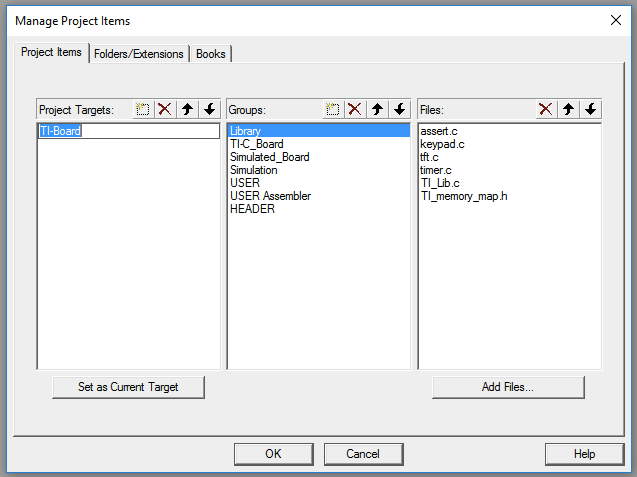 Manage Project Items
Project Items Folders/Extensions Books
Project Targets: Groups: Files:
TI-Board
Library
TI-C_Board
Simulated_Board
Simulation
USER
USER Assembler
HEADER
assert.c
keypad.c
tft.c
timer.c
TI_Lib.c
TI_memory_map.h
Set as Current Target Add Files...
OK Cancel Help